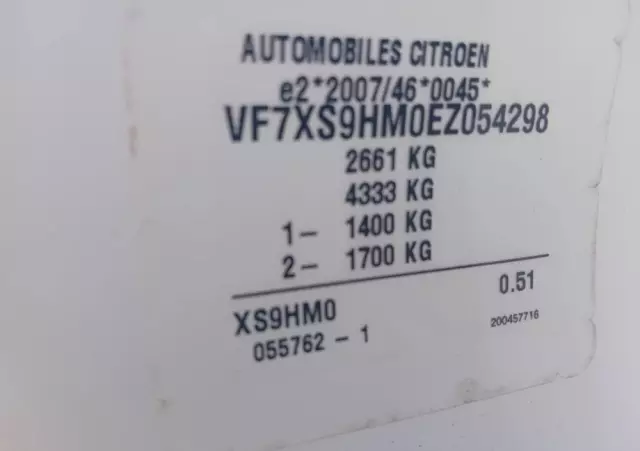 AUTOMOBILES CITROEN
e2*2007/46*0045*
VF7XS9HM0EZ054298
2661 KG
4333 KG
1- 1400 KG
2- 1700 KG
XS9HM0 0.51
055762 - 1 200457716